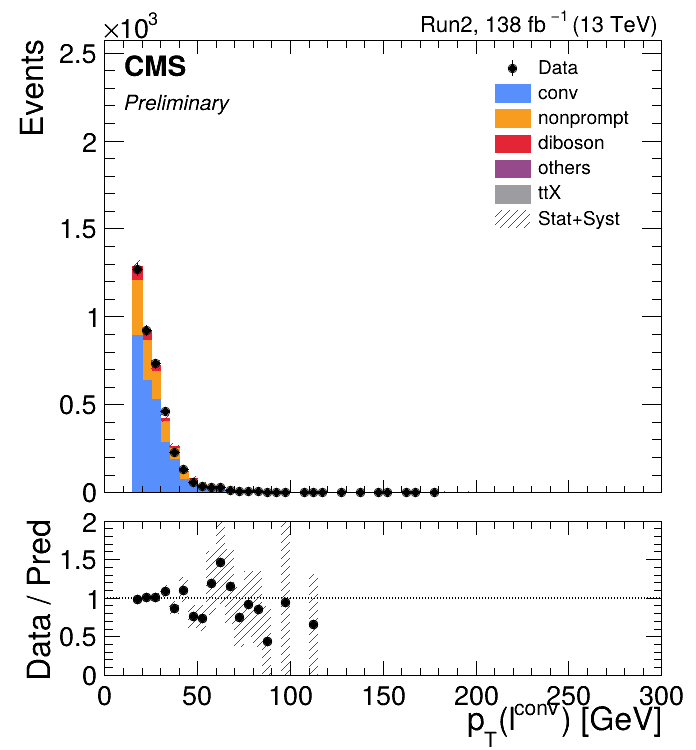 ×10³
Run2, 138 fb⁻¹ (13 TeV)
Events
CMS
Preliminary
Data
conv
nonprompt
diboson
others
ttX
Stat+Syst
2.5
2
1.5
1
0.5
0
Data / Pred
2
1.5
1
0.5
0
0 50 100 150 200 250 300
p_T(l^conv) [GeV]